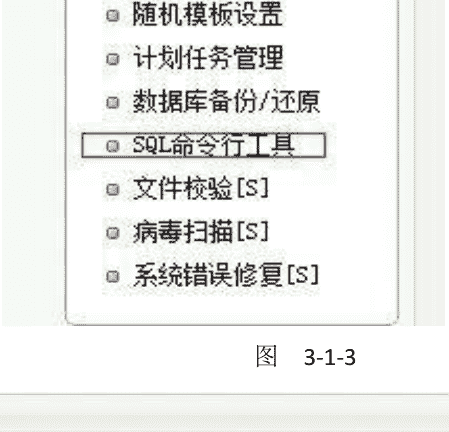 随机模板设置
计划任务管理
数据库备份/还原
SQL命令行工具
文件校验[S]
病毒扫描[S]
系统错误修复[S]
图 3-1-3